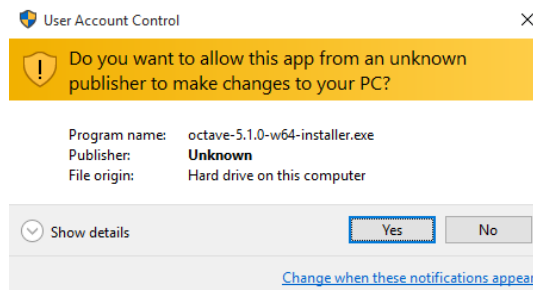 User Account Control
Do you want to allow this app from an unknown
publisher to make changes to your PC?
Program name: octave-5.1.0-w64-installer.exe
Publisher: Unknown
File origin: Hard drive on this computer
Show details
Yes
No
Change when these notifications appear